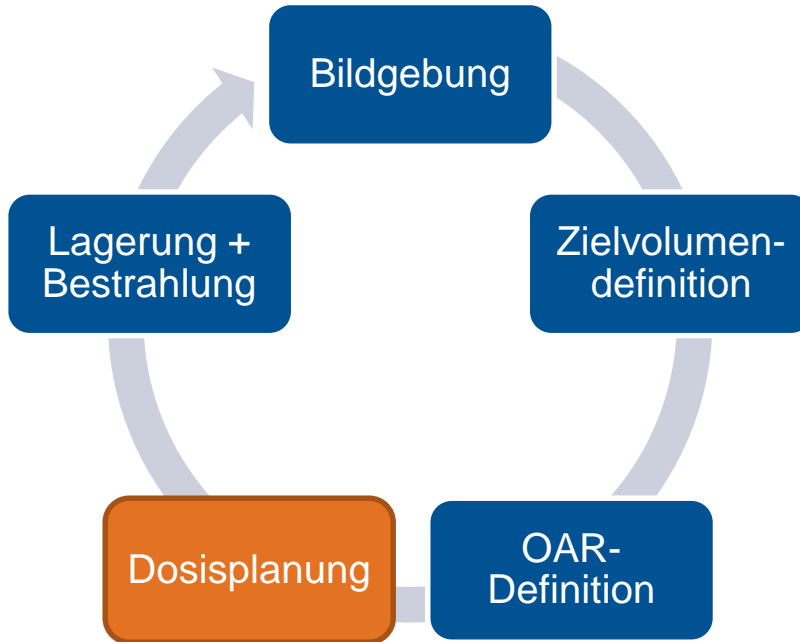 Bildgebung
Zielvolumen-
definition
OAR-
Definition
Dosisplanung
Lagerung +
Bestrahlung